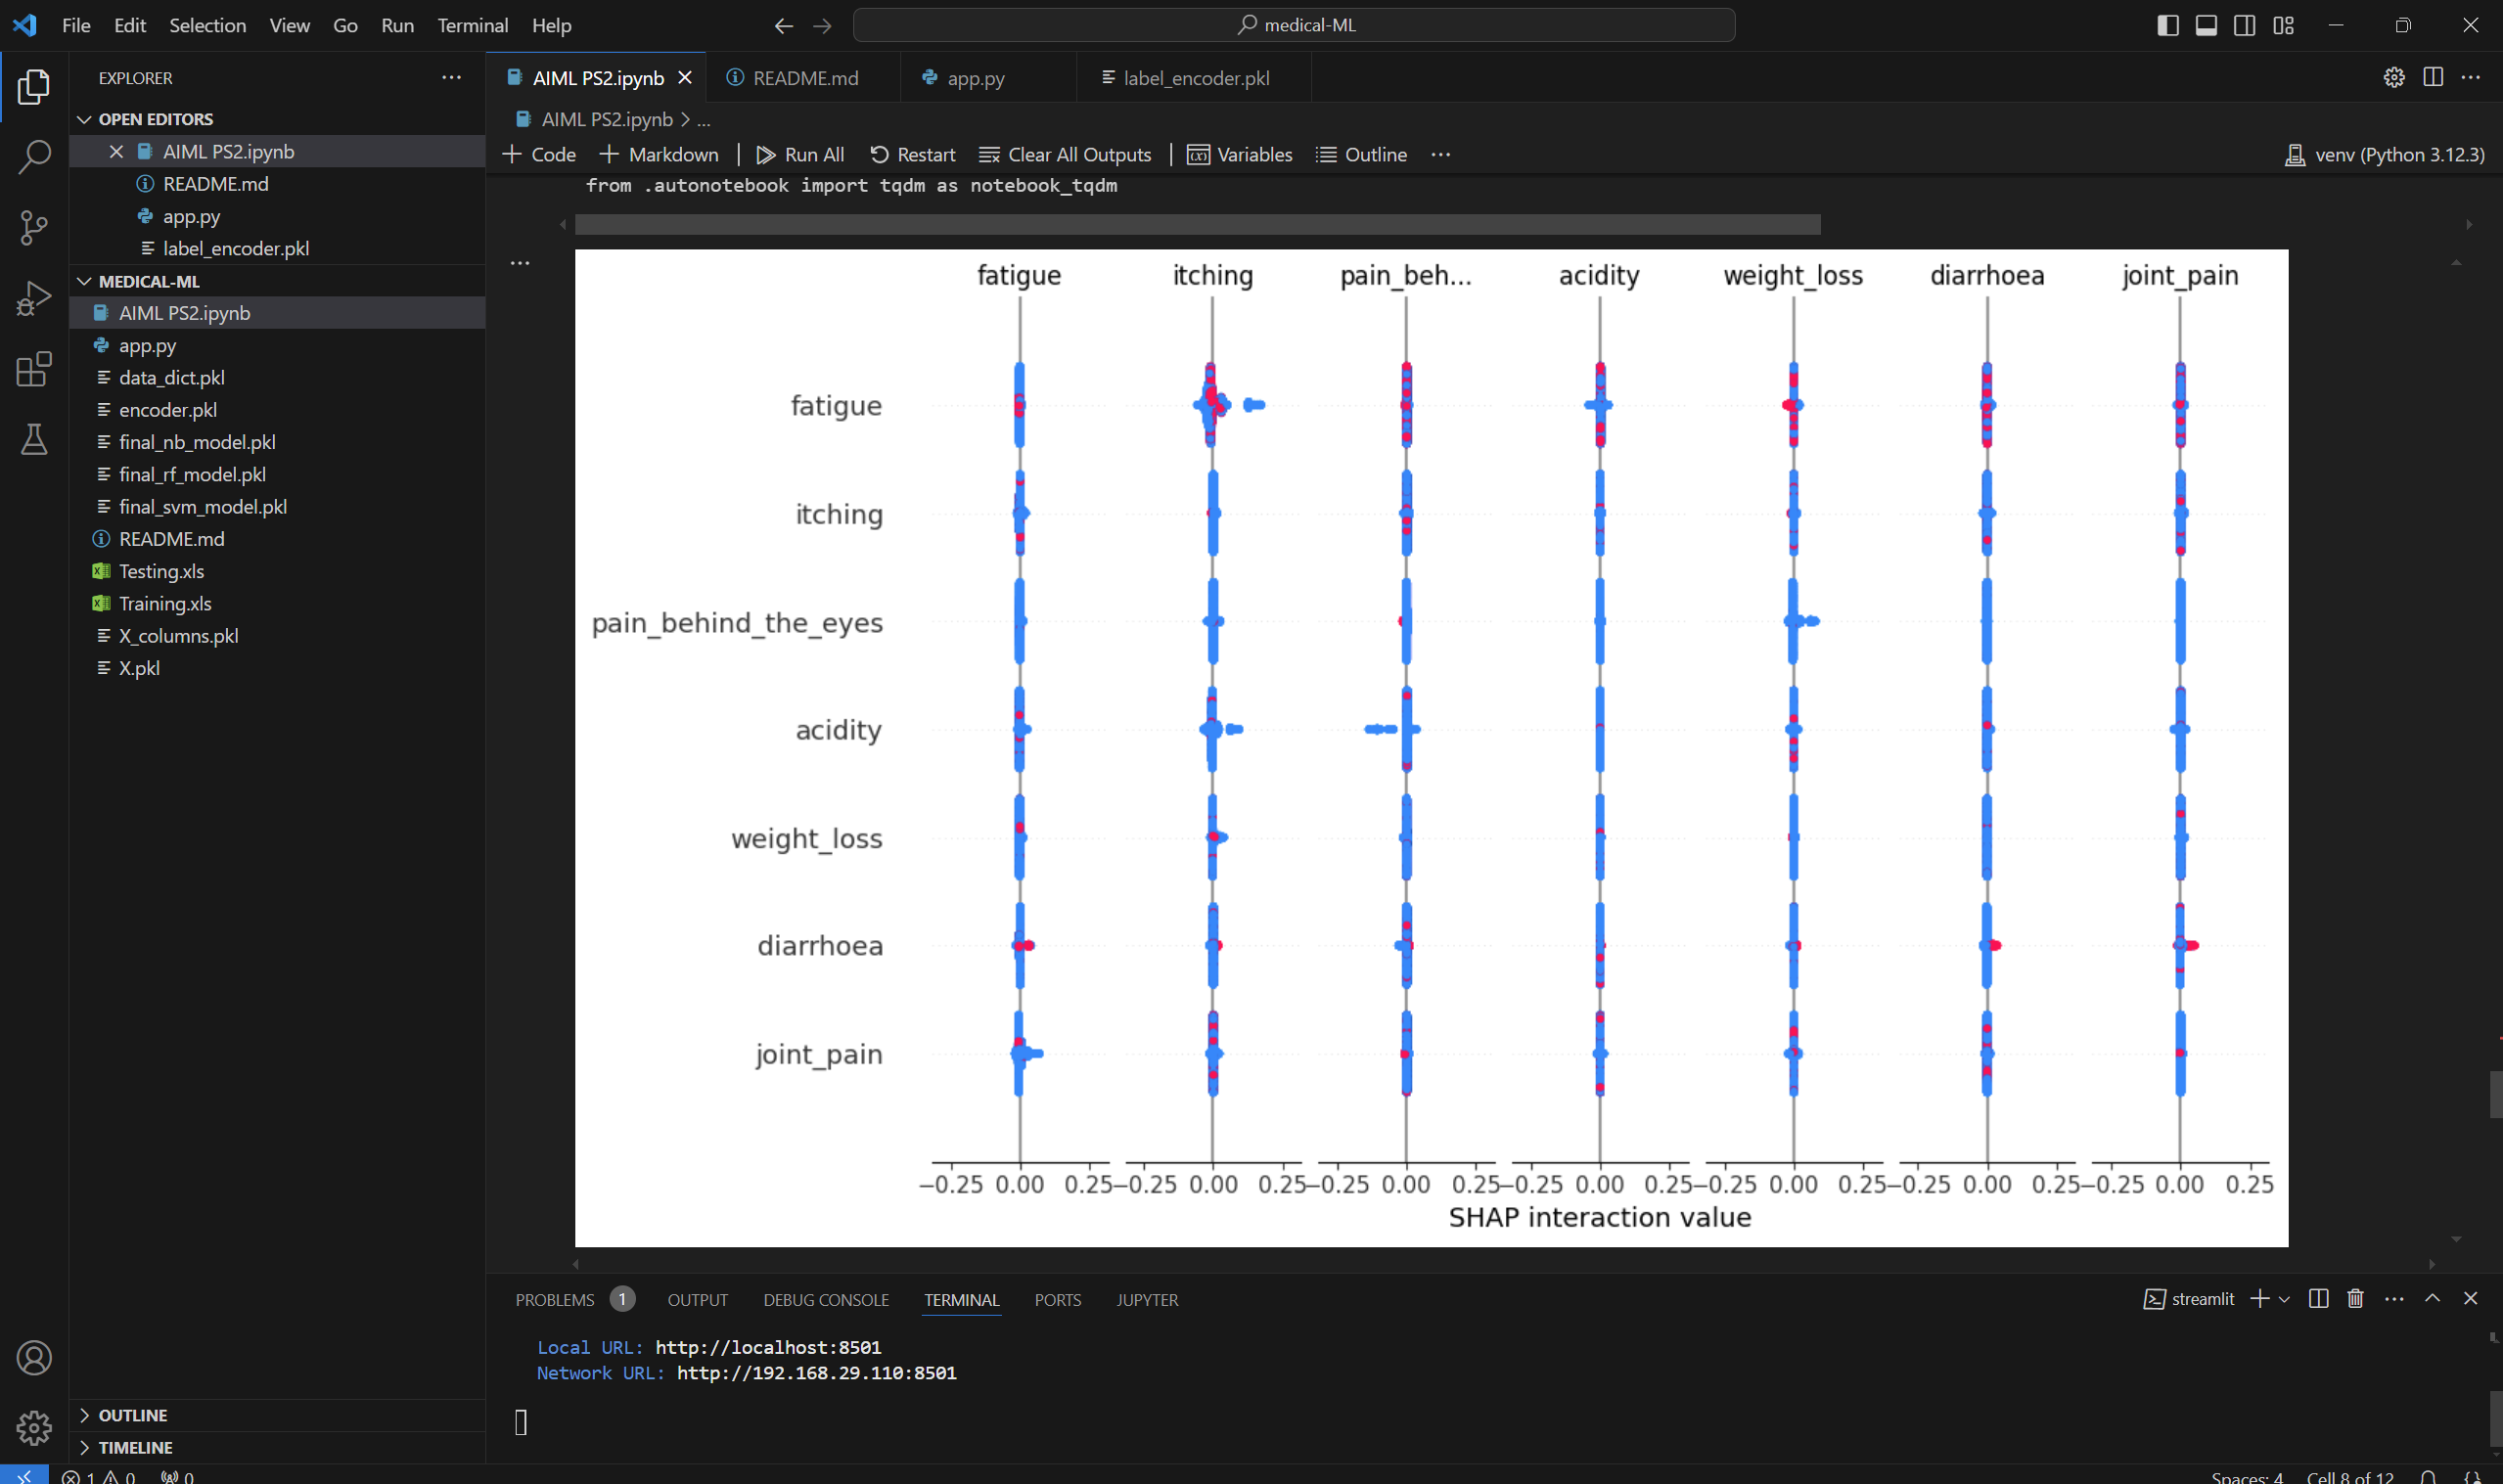 File Edit Selection View Go Run Terminal Help
medical-ML
EXPLORER
OPEN EDITORS
AIML PS2.ipynb
README.md
app.py
label_encoder.pkl
MEDICAL-ML
AIML PS2.ipynb
app.py
data_dict.pkl
encoder.pkl
final_nb_model.pkl
final_rf_model.pkl
final_svm_model.pkl
README.md
Testing.xls
Training.xls
X_columns.pkl
X.pkl
OUTLINE
TIMELINE
AIML PS2.ipynb README.md app.py label_encoder.pkl
AIML PS2.ipynb > ...
Code Markdown Run All Restart Clear All Outputs Variables Outline ... venv (Python 3.12.3)
from .autonotebook import tqdm as notebook_tqdm
fatigue itching pain_beh... acidity weight_loss diarrhoea joint_pain
fatigue
itching
pain_behind_the_eyes
acidity
weight_loss
diarrhoea
joint_pain
−0.25 0.00 0.25 −0.25 0.00 0.25 −0.25 0.00 0.25 −0.25 0.00 0.25 −0.25 0.00 0.25 −0.25 0.00 0.25 −0.25 0.00 0.25
SHAP interaction value
PROBLEMS 1 OUTPUT DEBUG CONSOLE TERMINAL PORTS JUPYTER streamlit
Local URL: http://localhost:8501
Network URL: http://192.168.29.110:8501
1 0 0 Spaces: 4 Cell 8 of 12